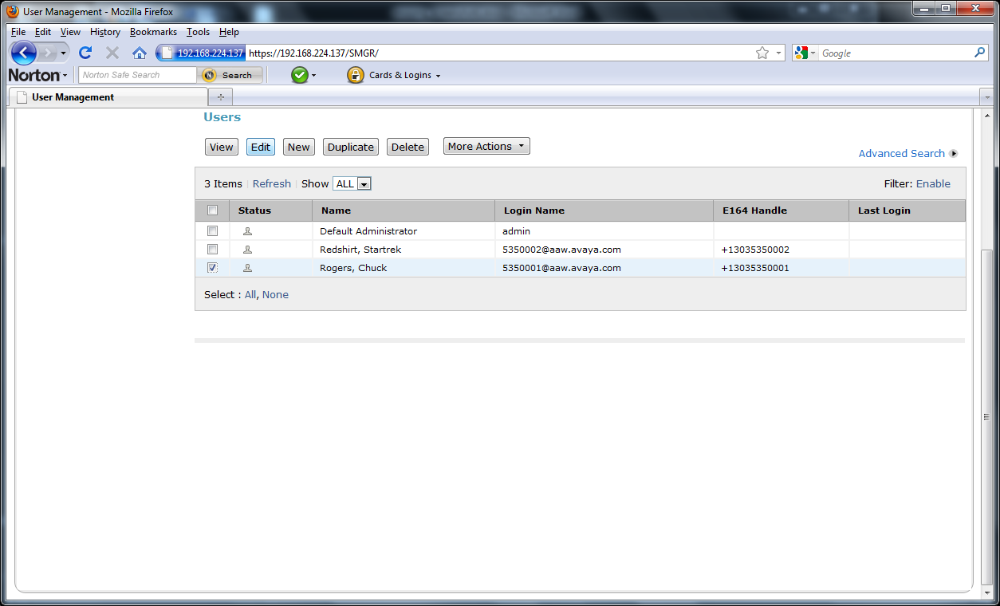 User Management - Mozilla Firefox
File Edit View History Bookmarks Tools Help
192.168.224.137 https://192.168.224.137/SMGR/ Google
Norton Norton Safe Search Search Cards & Logins
User Management
Users
View Edit New Duplicate Delete More Actions
Advanced Search
3 Items | Refresh | Show ALL Filter: Enable
Status Name Login Name E164 Handle Last Login
Default Administrator admin
Redshirt, Startrek 5350002@aaw.avaya.com +13035350002
Rogers, Chuck 5350001@aaw.avaya.com +13035350001
Select : All, None